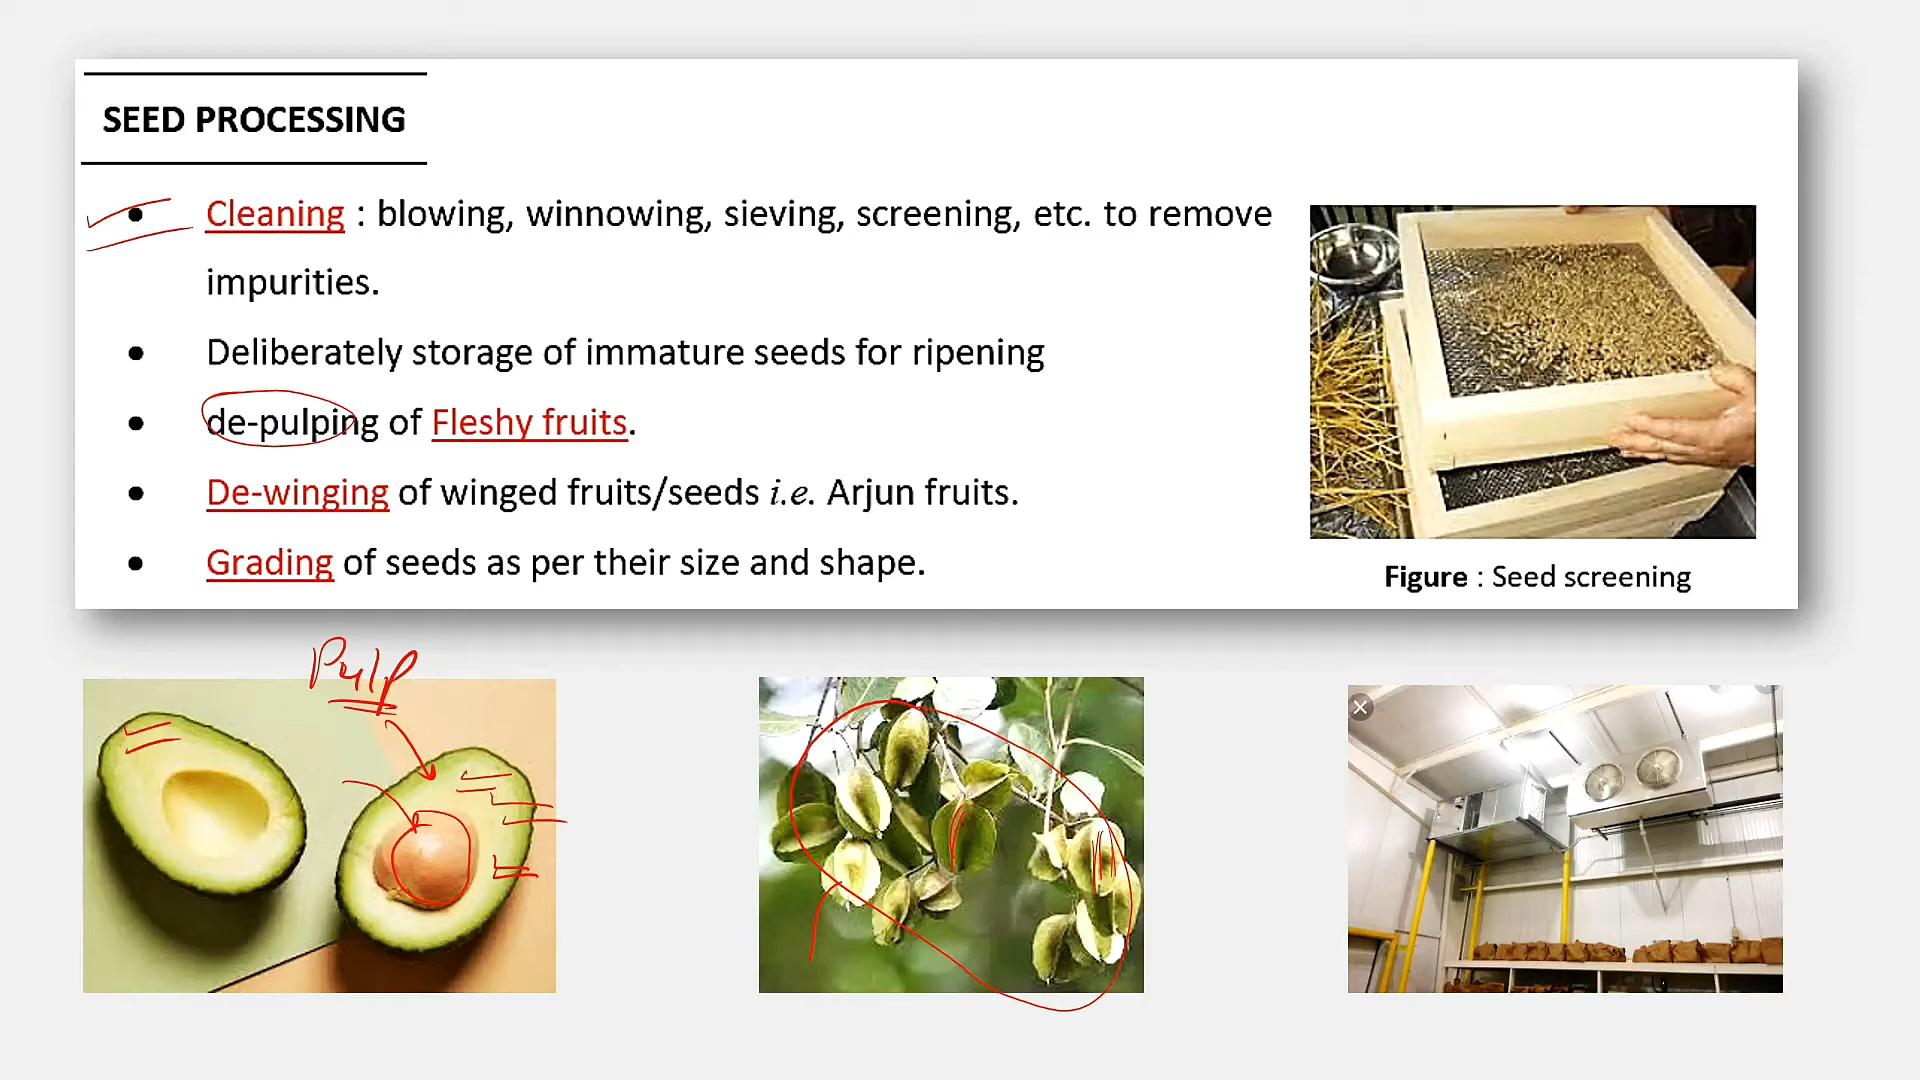 SEED PROCESSING
• Cleaning : blowing, winnowing, sieving, screening, etc. to remove
impurities.
• Deliberately storage of immature seeds for ripening
• de-pulping of Fleshy fruits.
• De-winging of winged fruits/seeds i.e. Arjun fruits.
• Grading of seeds as per their size and shape.
Figure : Seed screening
Pulp